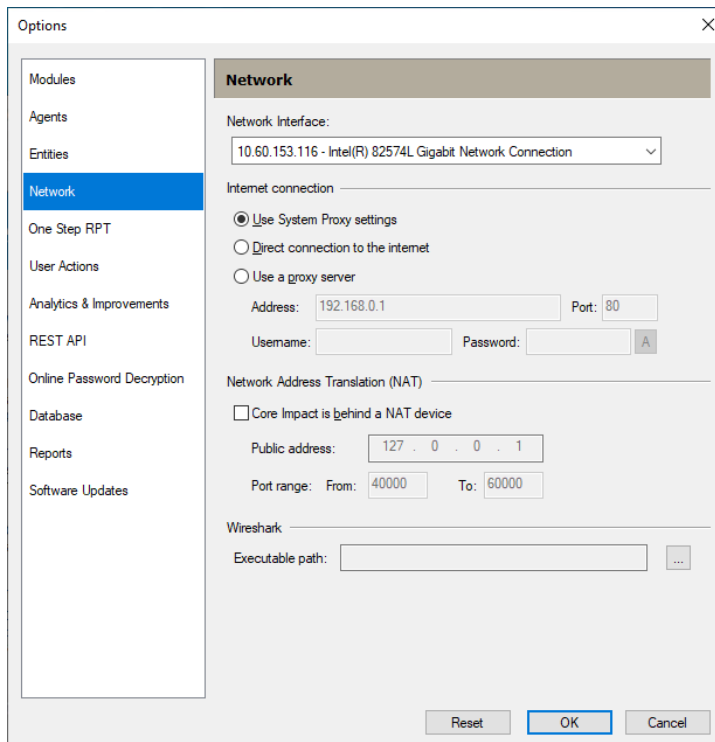 Options
Modules
Agents
Entities
Network
One Step RPT
User Actions
Analytics & Improvements
REST API
Online Password Decryption
Database
Reports
Software Updates
Network
Network Interface:
10.60.153.116 - Intel(R) 82574L Gigabit Network Connection
Internet connection
Use System Proxy settings
Direct connection to the internet
Use a proxy server
Address: 192.168.0.1 Port: 80
Username: Password: A
Network Address Translation (NAT)
Core Impact is behind a NAT device
Public address: 127 . 0 . 0 . 1
Port range: From: 40000 To: 60000
Wireshark
Executable path: ...
Reset OK Cancel